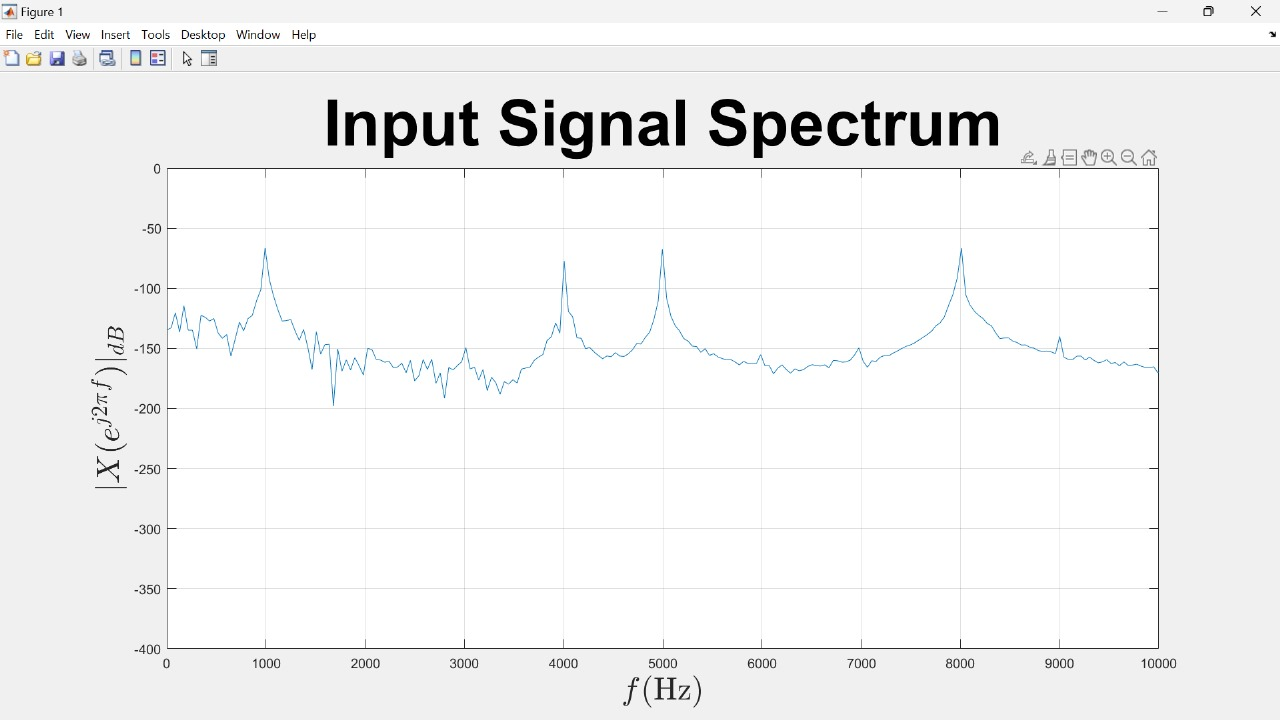 Figure 1
File Edit View Insert Tools Desktop Window Help
Input Signal Spectrum
0
-50
-100
-150
-200
-250
-300
-350
-400
|X(e^{j2πf})|_{dB}
0 1000 2000 3000 4000 5000 6000 7000 8000 9000 10000
f(Hz)